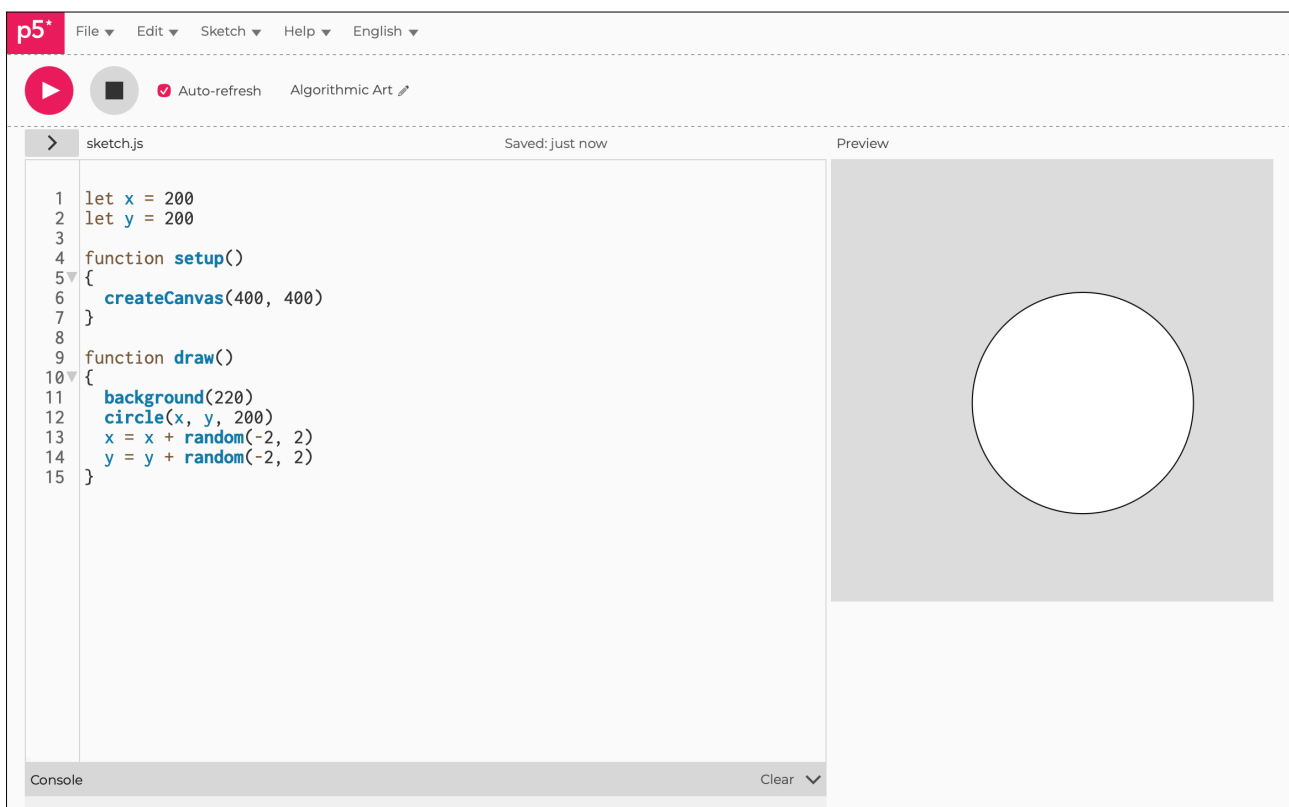 p5* File Edit Sketch Help English
Auto-refresh Algorithmic Art
sketch.js Saved: just now Preview
1 let x = 200
2 let y = 200
3
4 function setup()
5 {
6 createCanvas(400, 400)
7 }
8
9 function draw()
10 {
11 background(220)
12 circle(x, y, 200)
13 x = x + random(-2, 2)
14 y = y + random(-2, 2)
15 }
Console Clear